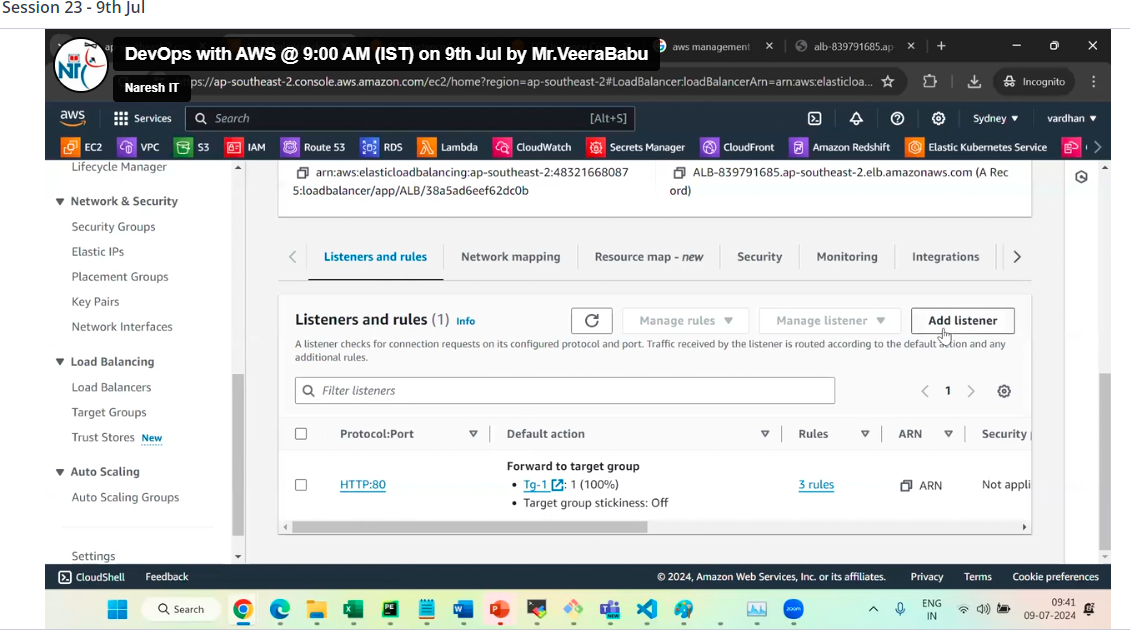 Session 23 - 9th Jul
DevOps with AWS @ 9:00 AM (IST) on 9th Jul by Mr.VeeraBabu
aws management
alb-839791685.ap
Naresh IT
ps://ap-southeast-2.console.aws.amazon.com/ec2/home?region=ap-southeast-2#LoadBalancer:loadBalancerArn=arn:aws:elasticloa...
Incognito
aws
Services
Search
[Alt+S]
Sydney
vardhan
EC2
VPC
S3
IAM
Route 53
RDS
Lambda
CloudWatch
Secrets Manager
CloudFront
Amazon Redshift
Elastic Kubernetes Service
Lifecycle Manager
Network & Security
Security Groups
Elastic IPs
Placement Groups
Key Pairs
Network Interfaces
Load Balancing
Load Balancers
Target Groups
Trust Stores New
Auto Scaling
Auto Scaling Groups
Settings
arn:aws:elasticloadbalancing:ap-southeast-2:48321668087
5:loadbalancer/app/ALB/38a5ad6eef62dc0b
ALB-839791685.ap-southeast-2.elb.amazonaws.com (A Rec
ord)
Listeners and rules
Network mapping
Resource map - new
Security
Monitoring
Integrations
Listeners and rules (1) Info
Manage rules
Manage listener
Add listener
A listener checks for connection requests on its configured protocol and port. Traffic received by the listener is routed according to the default action and any
additional rules.
Filter listeners
1
Protocol:Port
Default action
Rules
ARN
Security
HTTP:80
Forward to target group
• Tg-1: 1 (100%)
• Target group stickiness: Off
3 rules
ARN
Not appli
CloudShell
Feedback
© 2024, Amazon Web Services, Inc. or its affiliates.
Privacy
Terms
Cookie preferences
Search
ENG
IN
09:41
09-07-2024